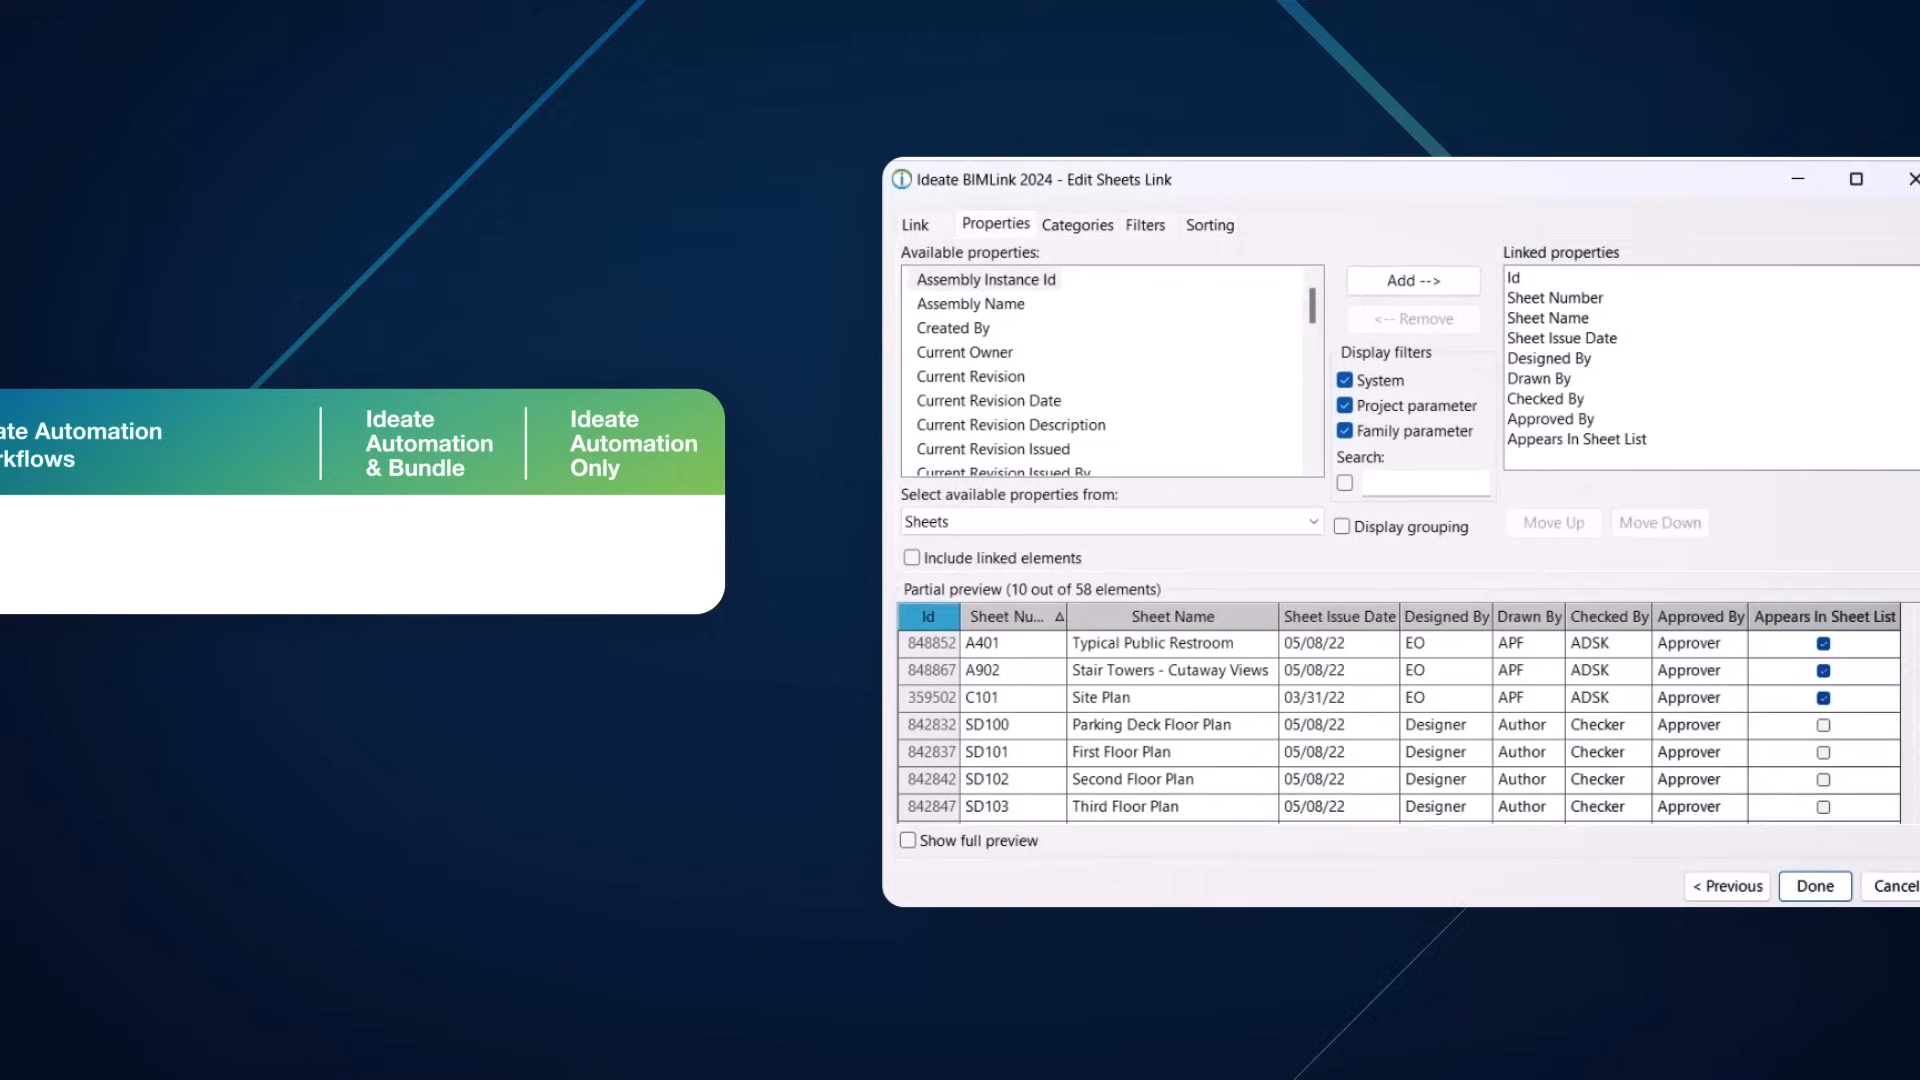 ate Automation
rkflows
Ideate
Automation
& Bundle
Ideate
Automation
Only
Ideate BIMLink 2024 - Edit Sheets Link
Link Properties Categories Filters Sorting
Available properties:
Assembly Instance Id
Assembly Name
Created By
Current Owner
Current Revision
Current Revision Date
Current Revision Description
Current Revision Issued
Current Revision Issued By
Add -->
<-- Remove
Display filters
System
Project parameter
Family parameter
Search:
Display grouping
Linked properties
Id
Sheet Number
Sheet Name
Sheet Issue Date
Designed By
Drawn By
Checked By
Approved By
Appears In Sheet List
Move Up Move Down
Select available properties from:
Sheets
Include linked elements
Partial preview (10 out of 58 elements)
Id Sheet Nu... Sheet Name Sheet Issue Date Designed By Drawn By Checked By Approved By Appears In Sheet List
848852 A401 Typical Public Restroom 05/08/22 EO APF ADSK Approver
848867 A902 Stair Towers - Cutaway Views 05/08/22 EO APF ADSK Approver
359502 C101 Site Plan 03/31/22 EO APF ADSK Approver
842832 SD100 Parking Deck Floor Plan 05/08/22 Designer Author Checker Approver
842837 SD101 First Floor Plan 05/08/22 Designer Author Checker Approver
842842 SD102 Second Floor Plan 05/08/22 Designer Author Checker Approver
842847 SD103 Third Floor Plan 05/08/22 Designer Author Checker Approver
Show full preview
< Previous Done Cancel